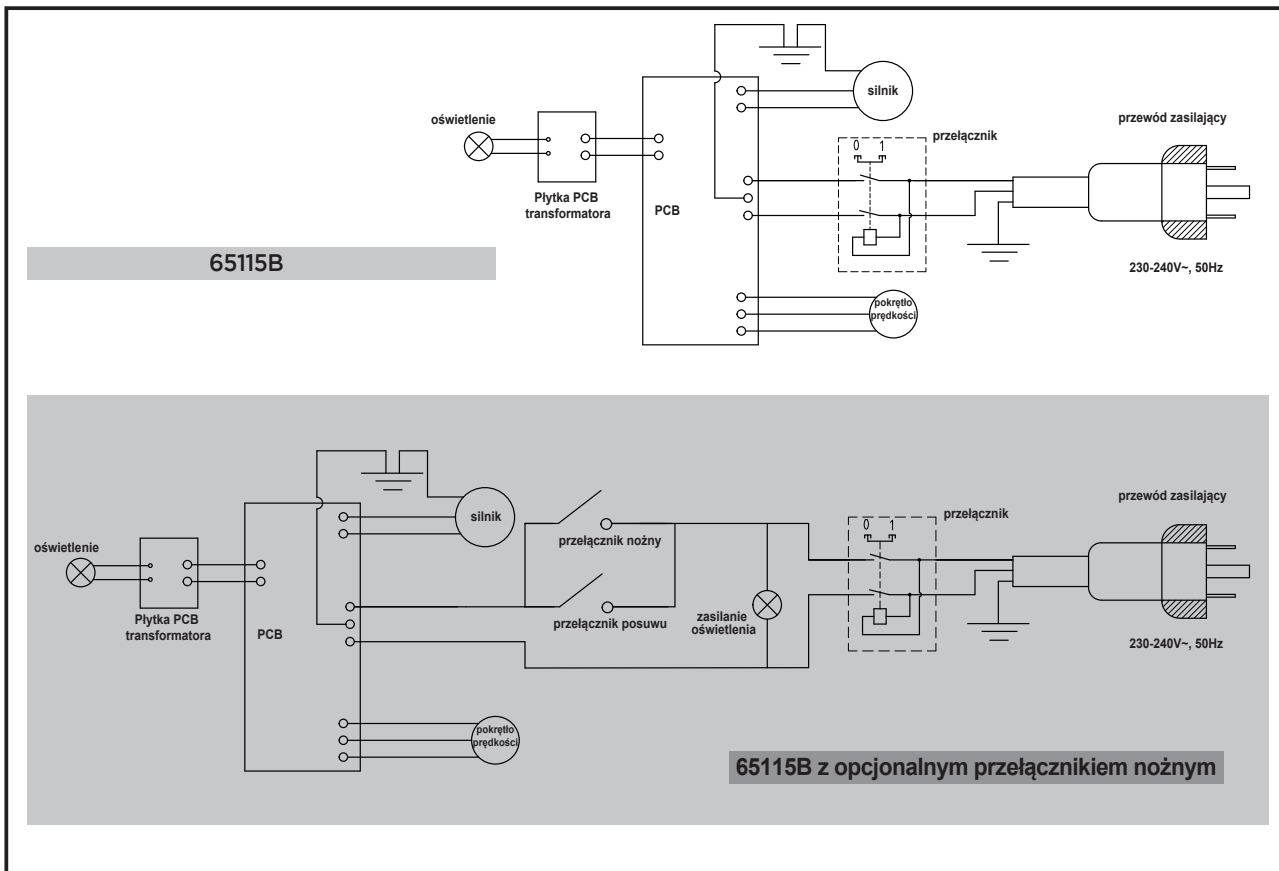 silnik
oświetlenie
przewód zasilający
przełącznik
0 1
Płytka PCB
transformatora
PCB
65115B
230-240V~, 50Hz
pokrętło
prędkości
silnik
przewód zasilający
przełącznik
0 1
oświetlenie
przełącznik nożny
Płytka PCB
transformatora
PCB
przełącznik posuwu
zasilanie
oświetlenia
230-240V~, 50Hz
pokrętło
prędkości
65115B z opcjonalnym przełącznikiem nożnym